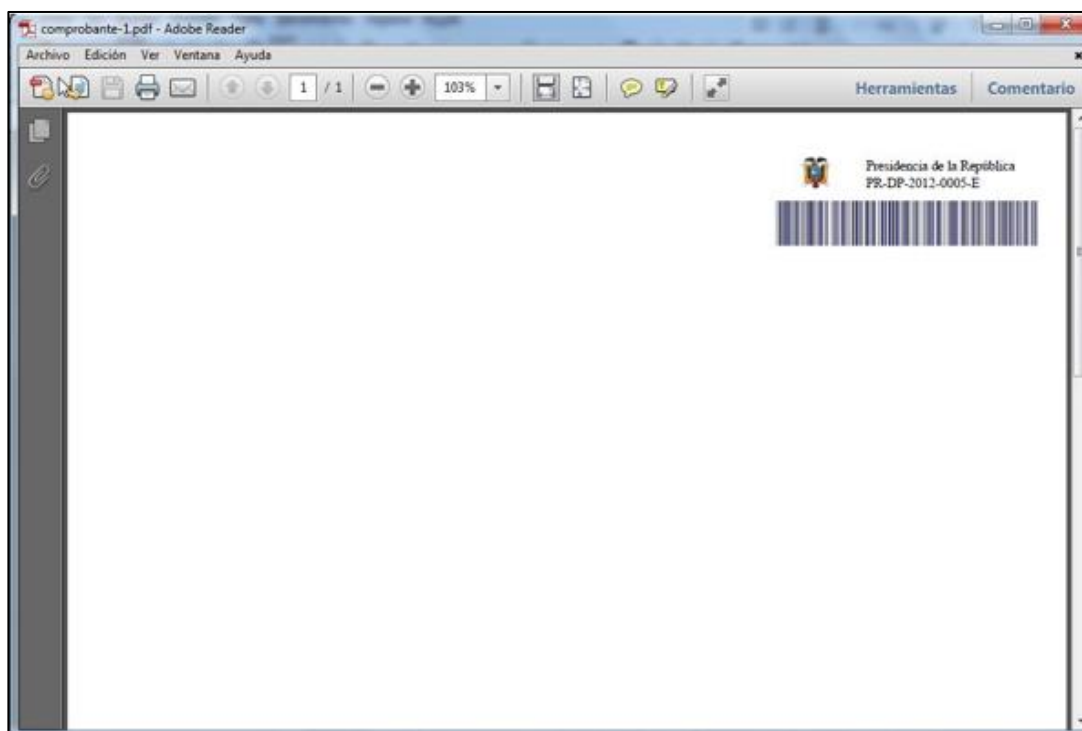 comprobante-1.pdf - Adobe Reader
Archivo Edición Ver Ventana Ayuda
1 / 1 103% Herramientas Comentario
Presidencia de la República
PR-DP-2012-0005-E